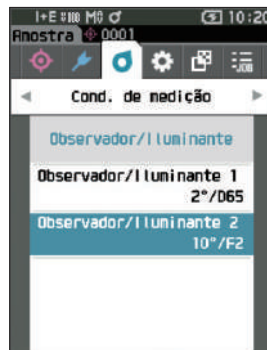 I+E M0 10:20
Amostra 0001
Cond. de medição
Observador/Iluminante
Observador/Iluminante 1
2°/D65
Observador/Iluminante 2
10°/F2